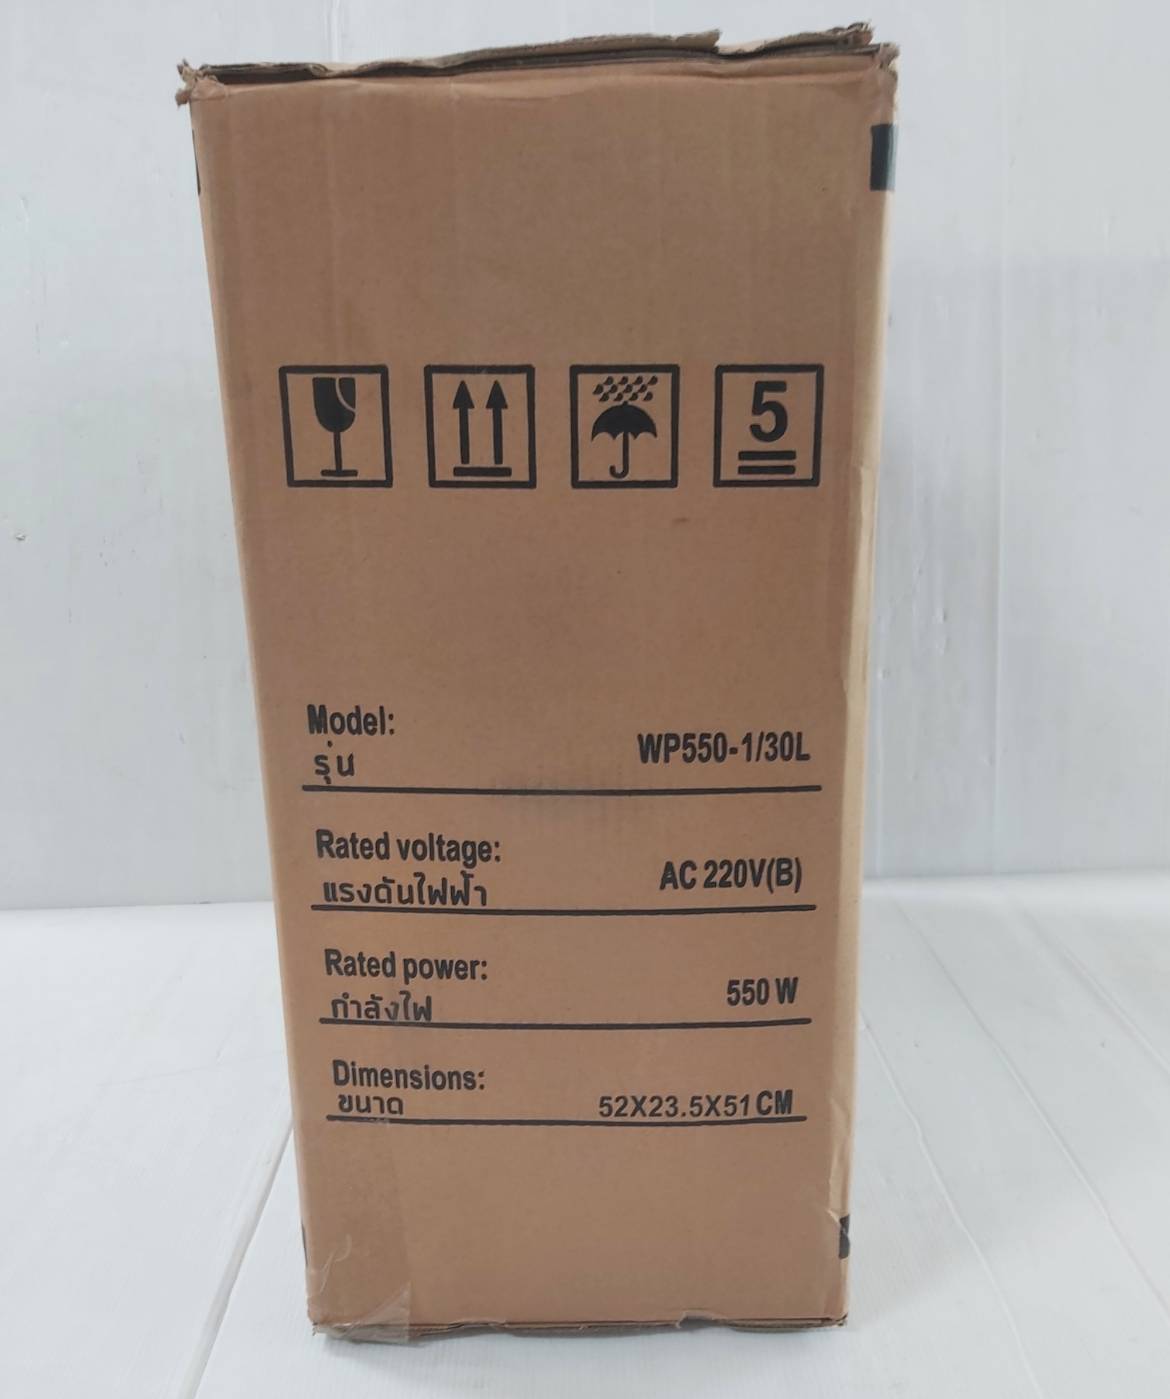 5
Model:
รุ่น
WP550-1/30L
Rated voltage:
แรงดันไฟฟ้า
AC 220V(B)
Rated power:
กำลังไฟ
550 W
Dimensions:
ขนาด
52X23.5X51 CM